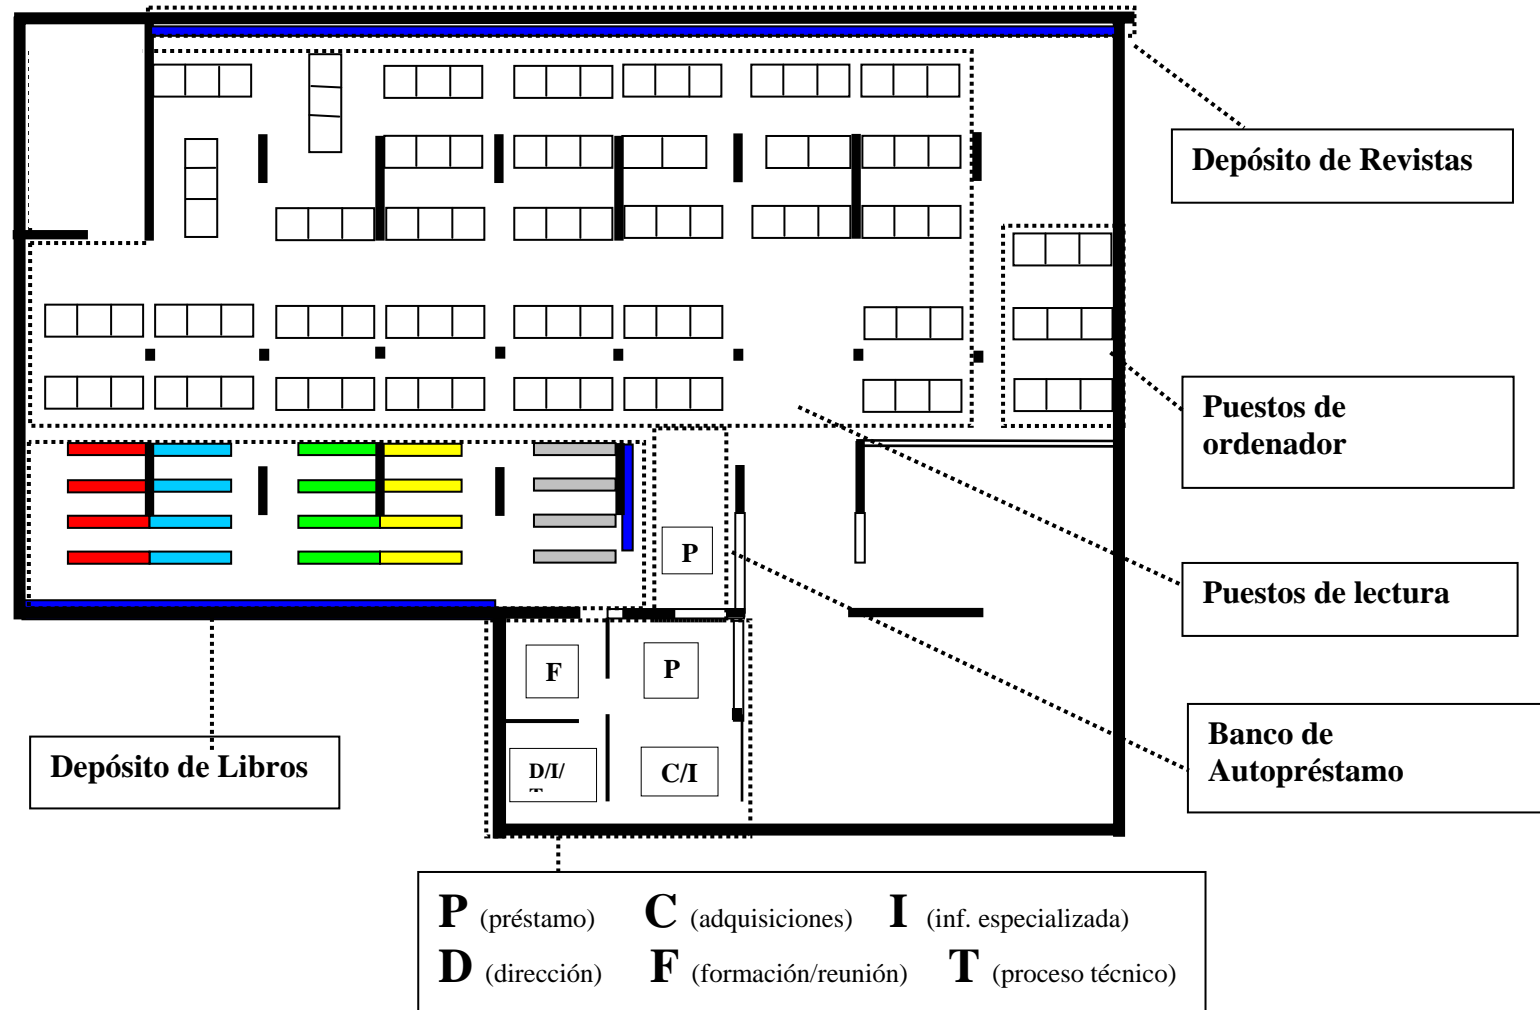 Depósito de Revistas
Puestos de
ordenador
P
Puestos de lectura
F
P
Banco de
Autopréstamo
Depósito de Libros
D/I/
C/I
P (préstamo) C (adquisiciones) I (inf. especializada)
D (dirección) F (formación/reunión) T (proceso técnico)